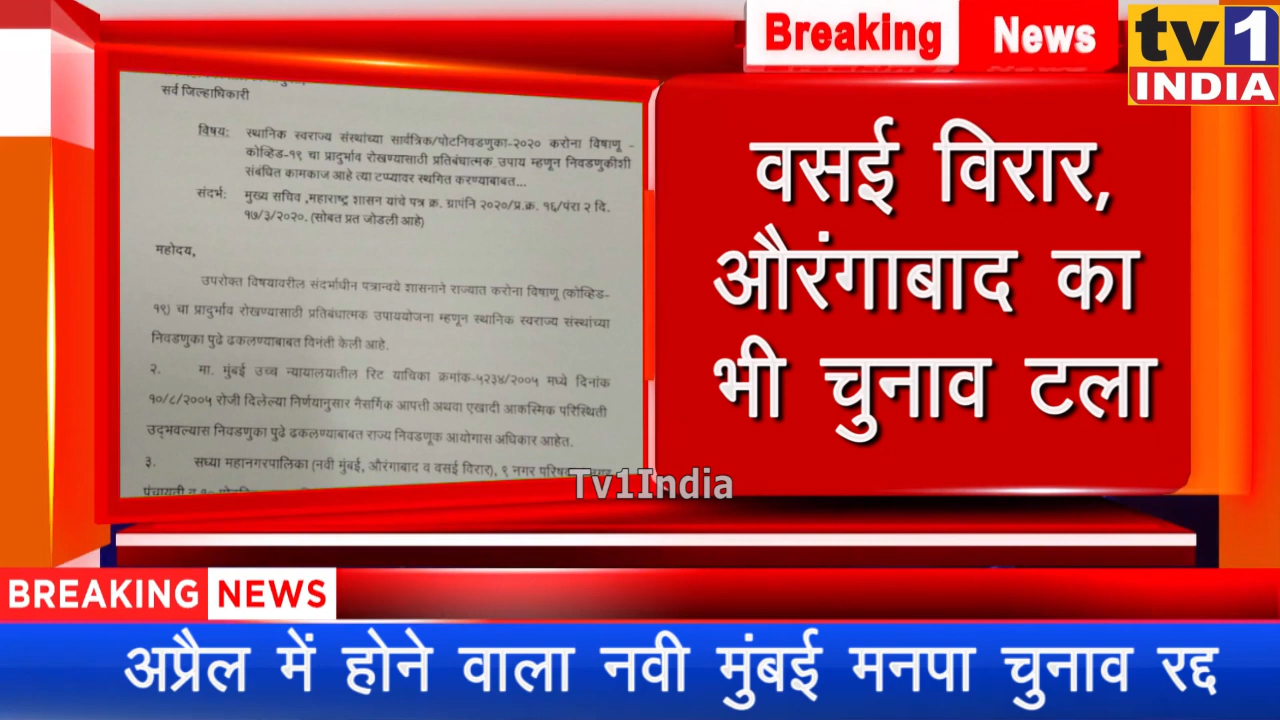 Breaking News
tv1
INDIA
सर्व जिल्हाधिकारी
विषय: स्थानिक स्वराज्य संस्थांच्या सार्वत्रिक/पोटनिवडणुका-२०२० करोना विषाणू -
कोव्हिड-१९ चा प्रादुर्भाव रोखण्यासाठी प्रतिबंधात्मक उपाय म्हणून निवडणुकीशी
संबंधित कामकाज आहे त्या टप्प्यावर स्थगित करण्याबाबत...
संदर्भ: मुख्य सचिव ,महाराष्ट्र शासन यांचे पत्र क्र. ग्रापंनि २०२०/प्र.क्र. १६/पंरा २ दि.
१७/३/२०२०. (सोबत प्रत जोडली आहे)
महोदय,
उपरोक्त विषयावरील संदर्भाधीन पत्रान्वये शासनाने राज्यात करोना विषाणू (कोव्हिड-
१९) चा प्रादुर्भाव रोखण्यासाठी प्रतिबंधात्मक उपाययोजना म्हणून स्थानिक स्वराज्य संस्थांच्या
निवडणुका पुढे ढकलण्याबाबत विनंती केली आहे.
२. मा. मुंबई उच्च न्यायालयातील रिट याचिका क्रमांक-५२३४/२००५ मध्ये दिनांक
१०/८/२००५ रोजी दिलेल्या निर्णयानुसार नैसर्गिक आपत्ती अथवा एखादी आकस्मिक परिस्थिती
उद्‌भवल्यास निवडणुका पुढे ढकलण्याबाबत राज्य निवडणूक आयोगास अधिकार आहेत.
३. सध्या महानगरपालिका (नवी मुंबई, औरंगाबाद व वसई विरार), ९ नगर परिषद
वसई विरार,
औरंगाबाद का
भी चुनाव टला
Tv1India
BREAKING NEWS
अप्रैल में होने वाला नवी मुंबई मनपा चुनाव रद्द